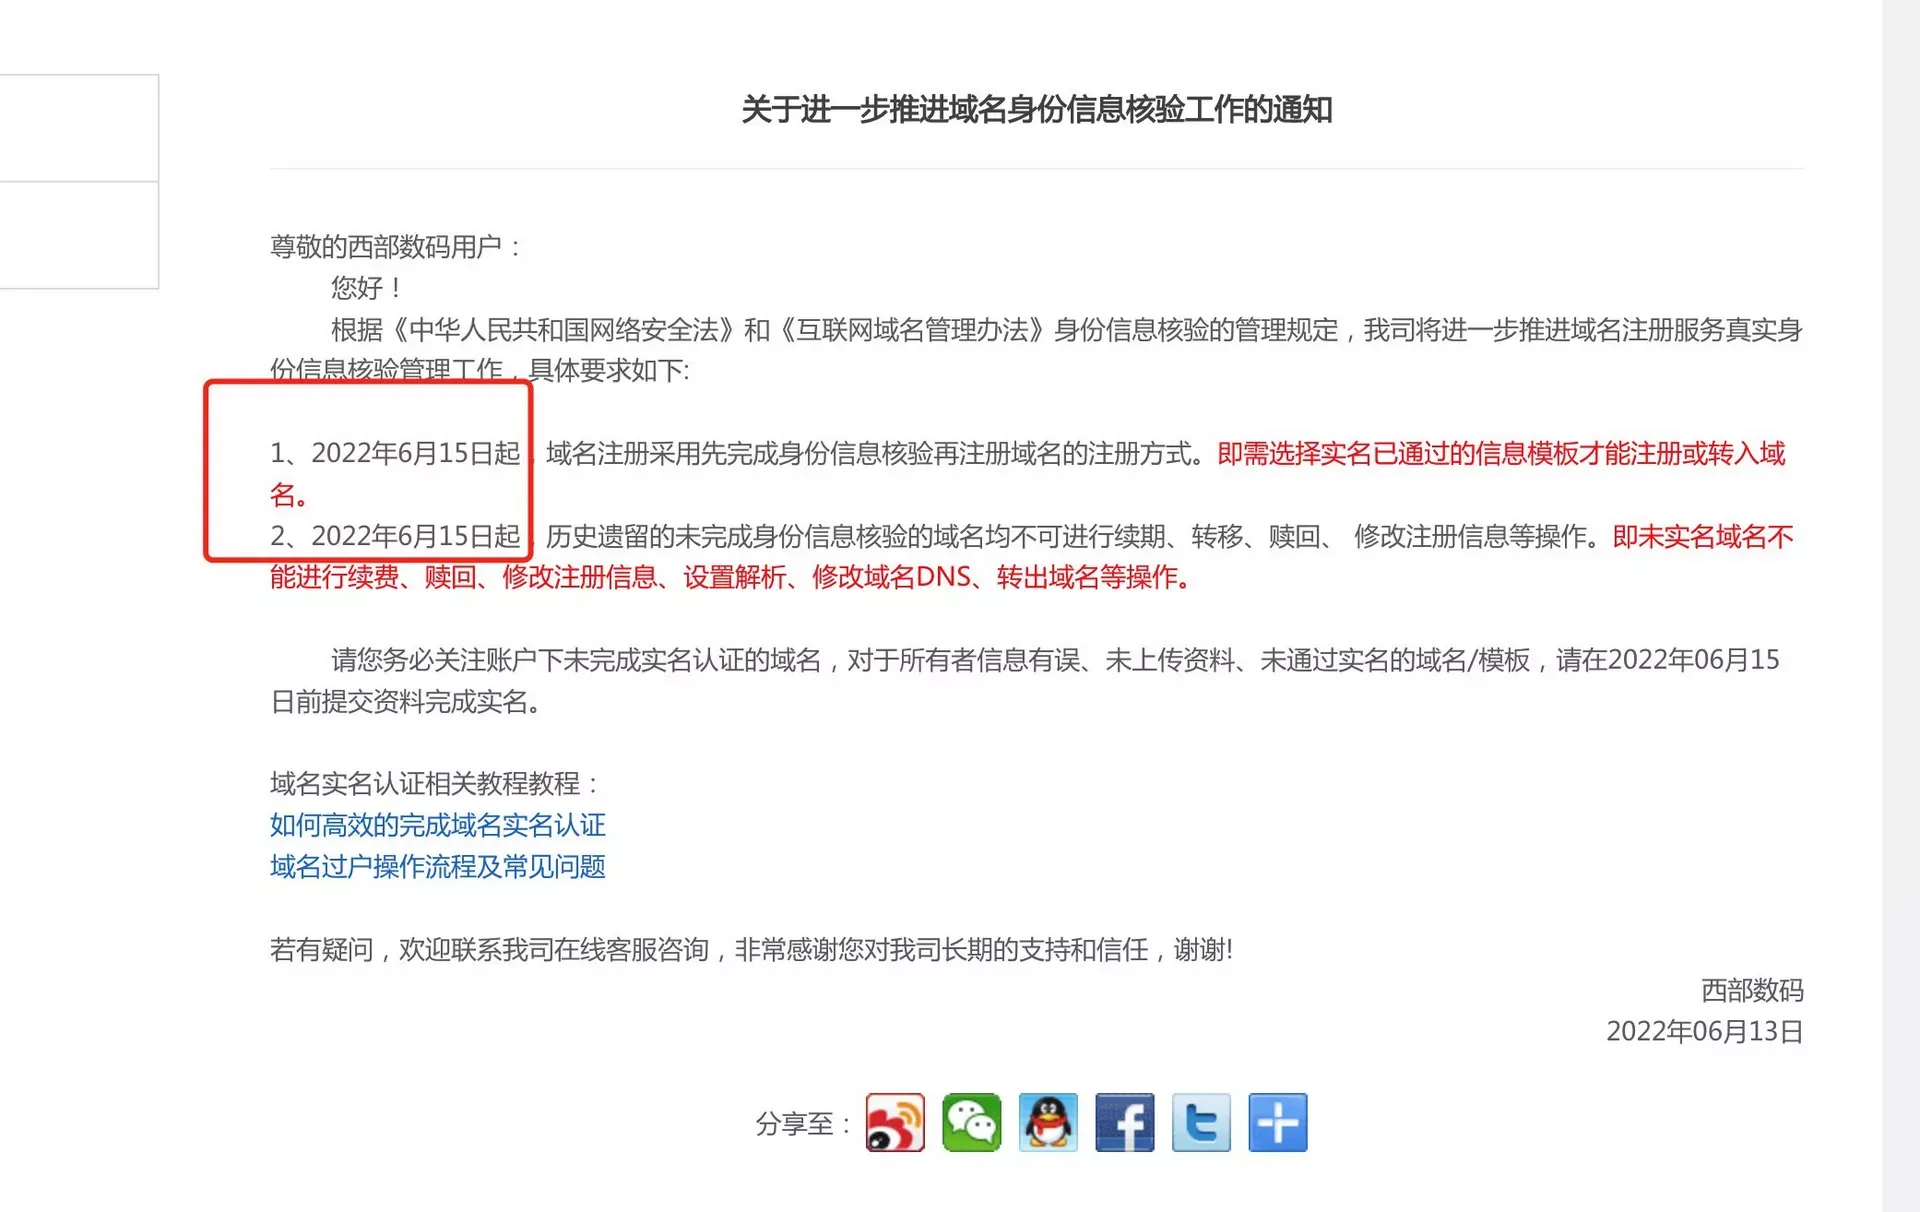 关于进一步推进域名身份信息核验工作的通知
尊敬的西部数码用户：
您好！
根据《中华人民共和国网络安全法》和《互联网域名管理办法》身份信息核验的管理规定，我司将进一步推进域名注册服务真实身
份信息核验管理工作，具体要求如下:
1、2022年6月15日起，域名注册采用先完成身份信息核验再注册域名的注册方式。即需选择实名已通过的信息模板才能注册或转入域
名。
2、2022年6月15日起，历史遗留的未完成身份信息核验的域名均不可进行续期、转移、赎回、 修改注册信息等操作。即未实名域名不
能进行续费、赎回、修改注册信息、设置解析、修改域名DNS、转出域名等操作。
请您务必关注账户下未完成实名认证的域名，对于所有者信息有误、未上传资料、未通过实名的域名/模板，请在2022年06月15
日前提交资料完成实名。
域名实名认证相关教程教程：
如何高效的完成域名实名认证
域名过户操作流程及常见问题
若有疑问，欢迎联系我司在线客服咨询，非常感谢您对我司长期的支持和信任，谢谢!
西部数码
2022年06月13日
分享至：